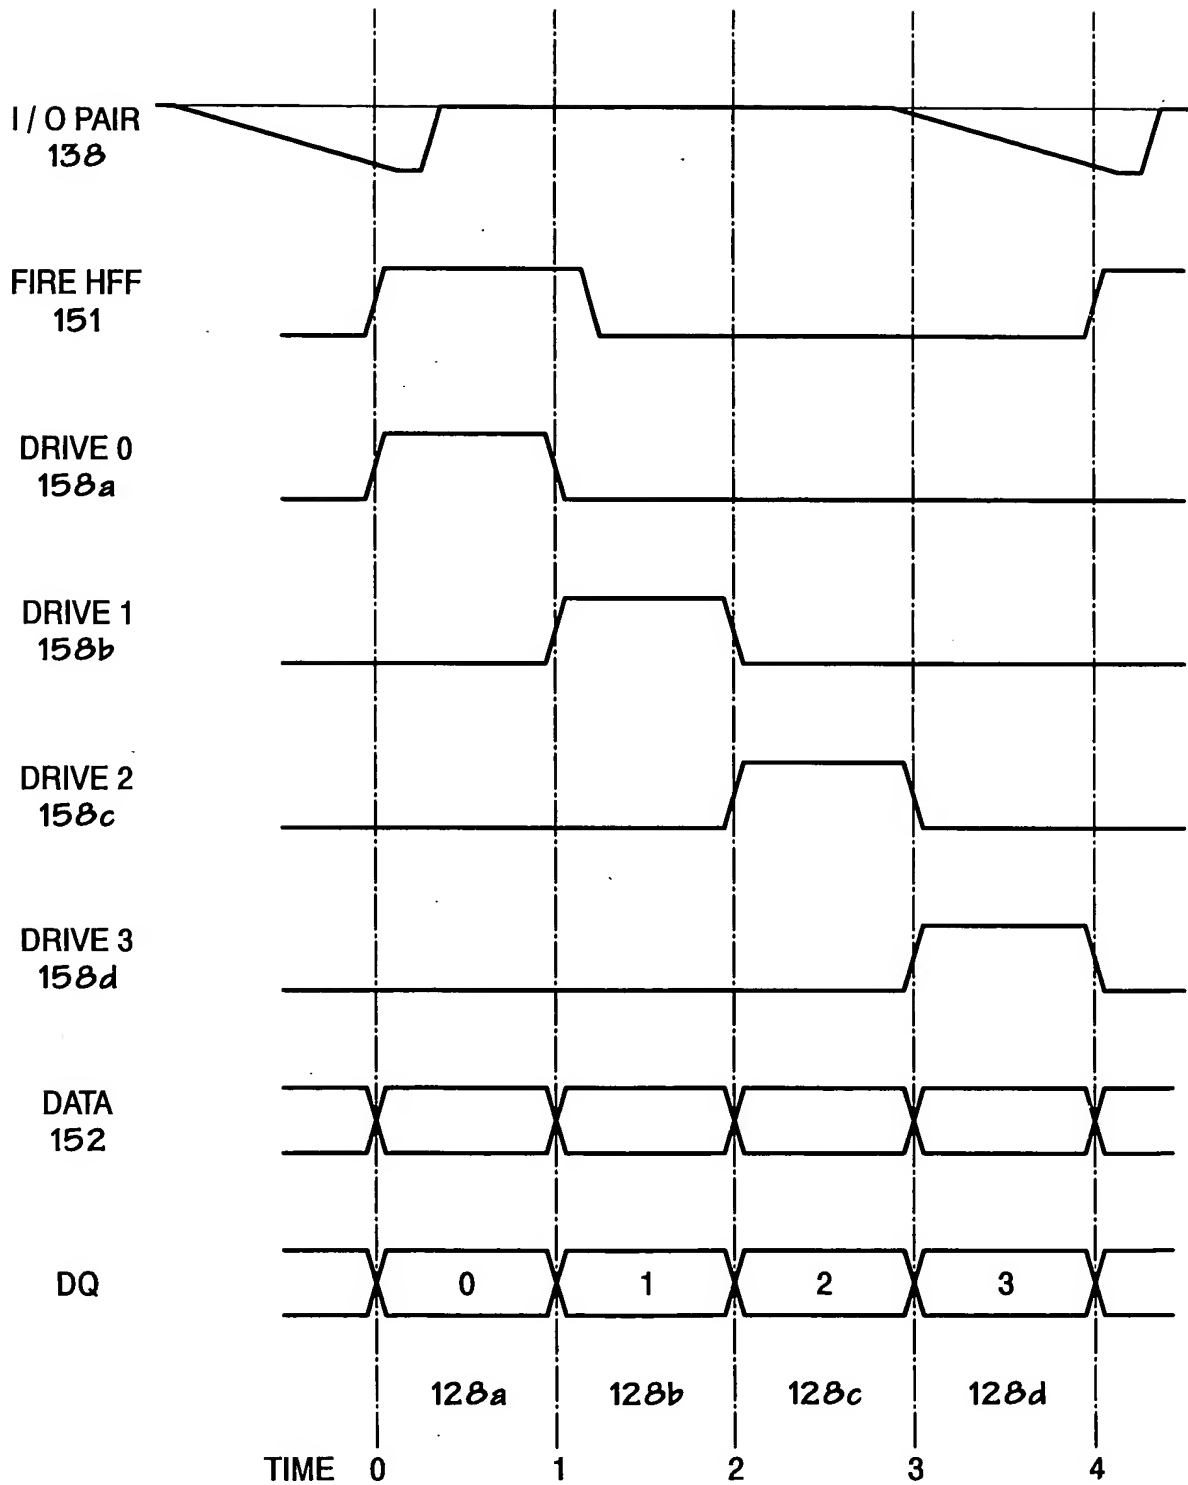 I / O PAIR
138
FIRE HFF
151
DRIVE 0
158a
DRIVE 1
158b
DRIVE 2
158c
DRIVE 3
158d
DATA
152
DQ 0 1 2 3
128a 128b 128c 128d
TIME 0 1 2 3 4